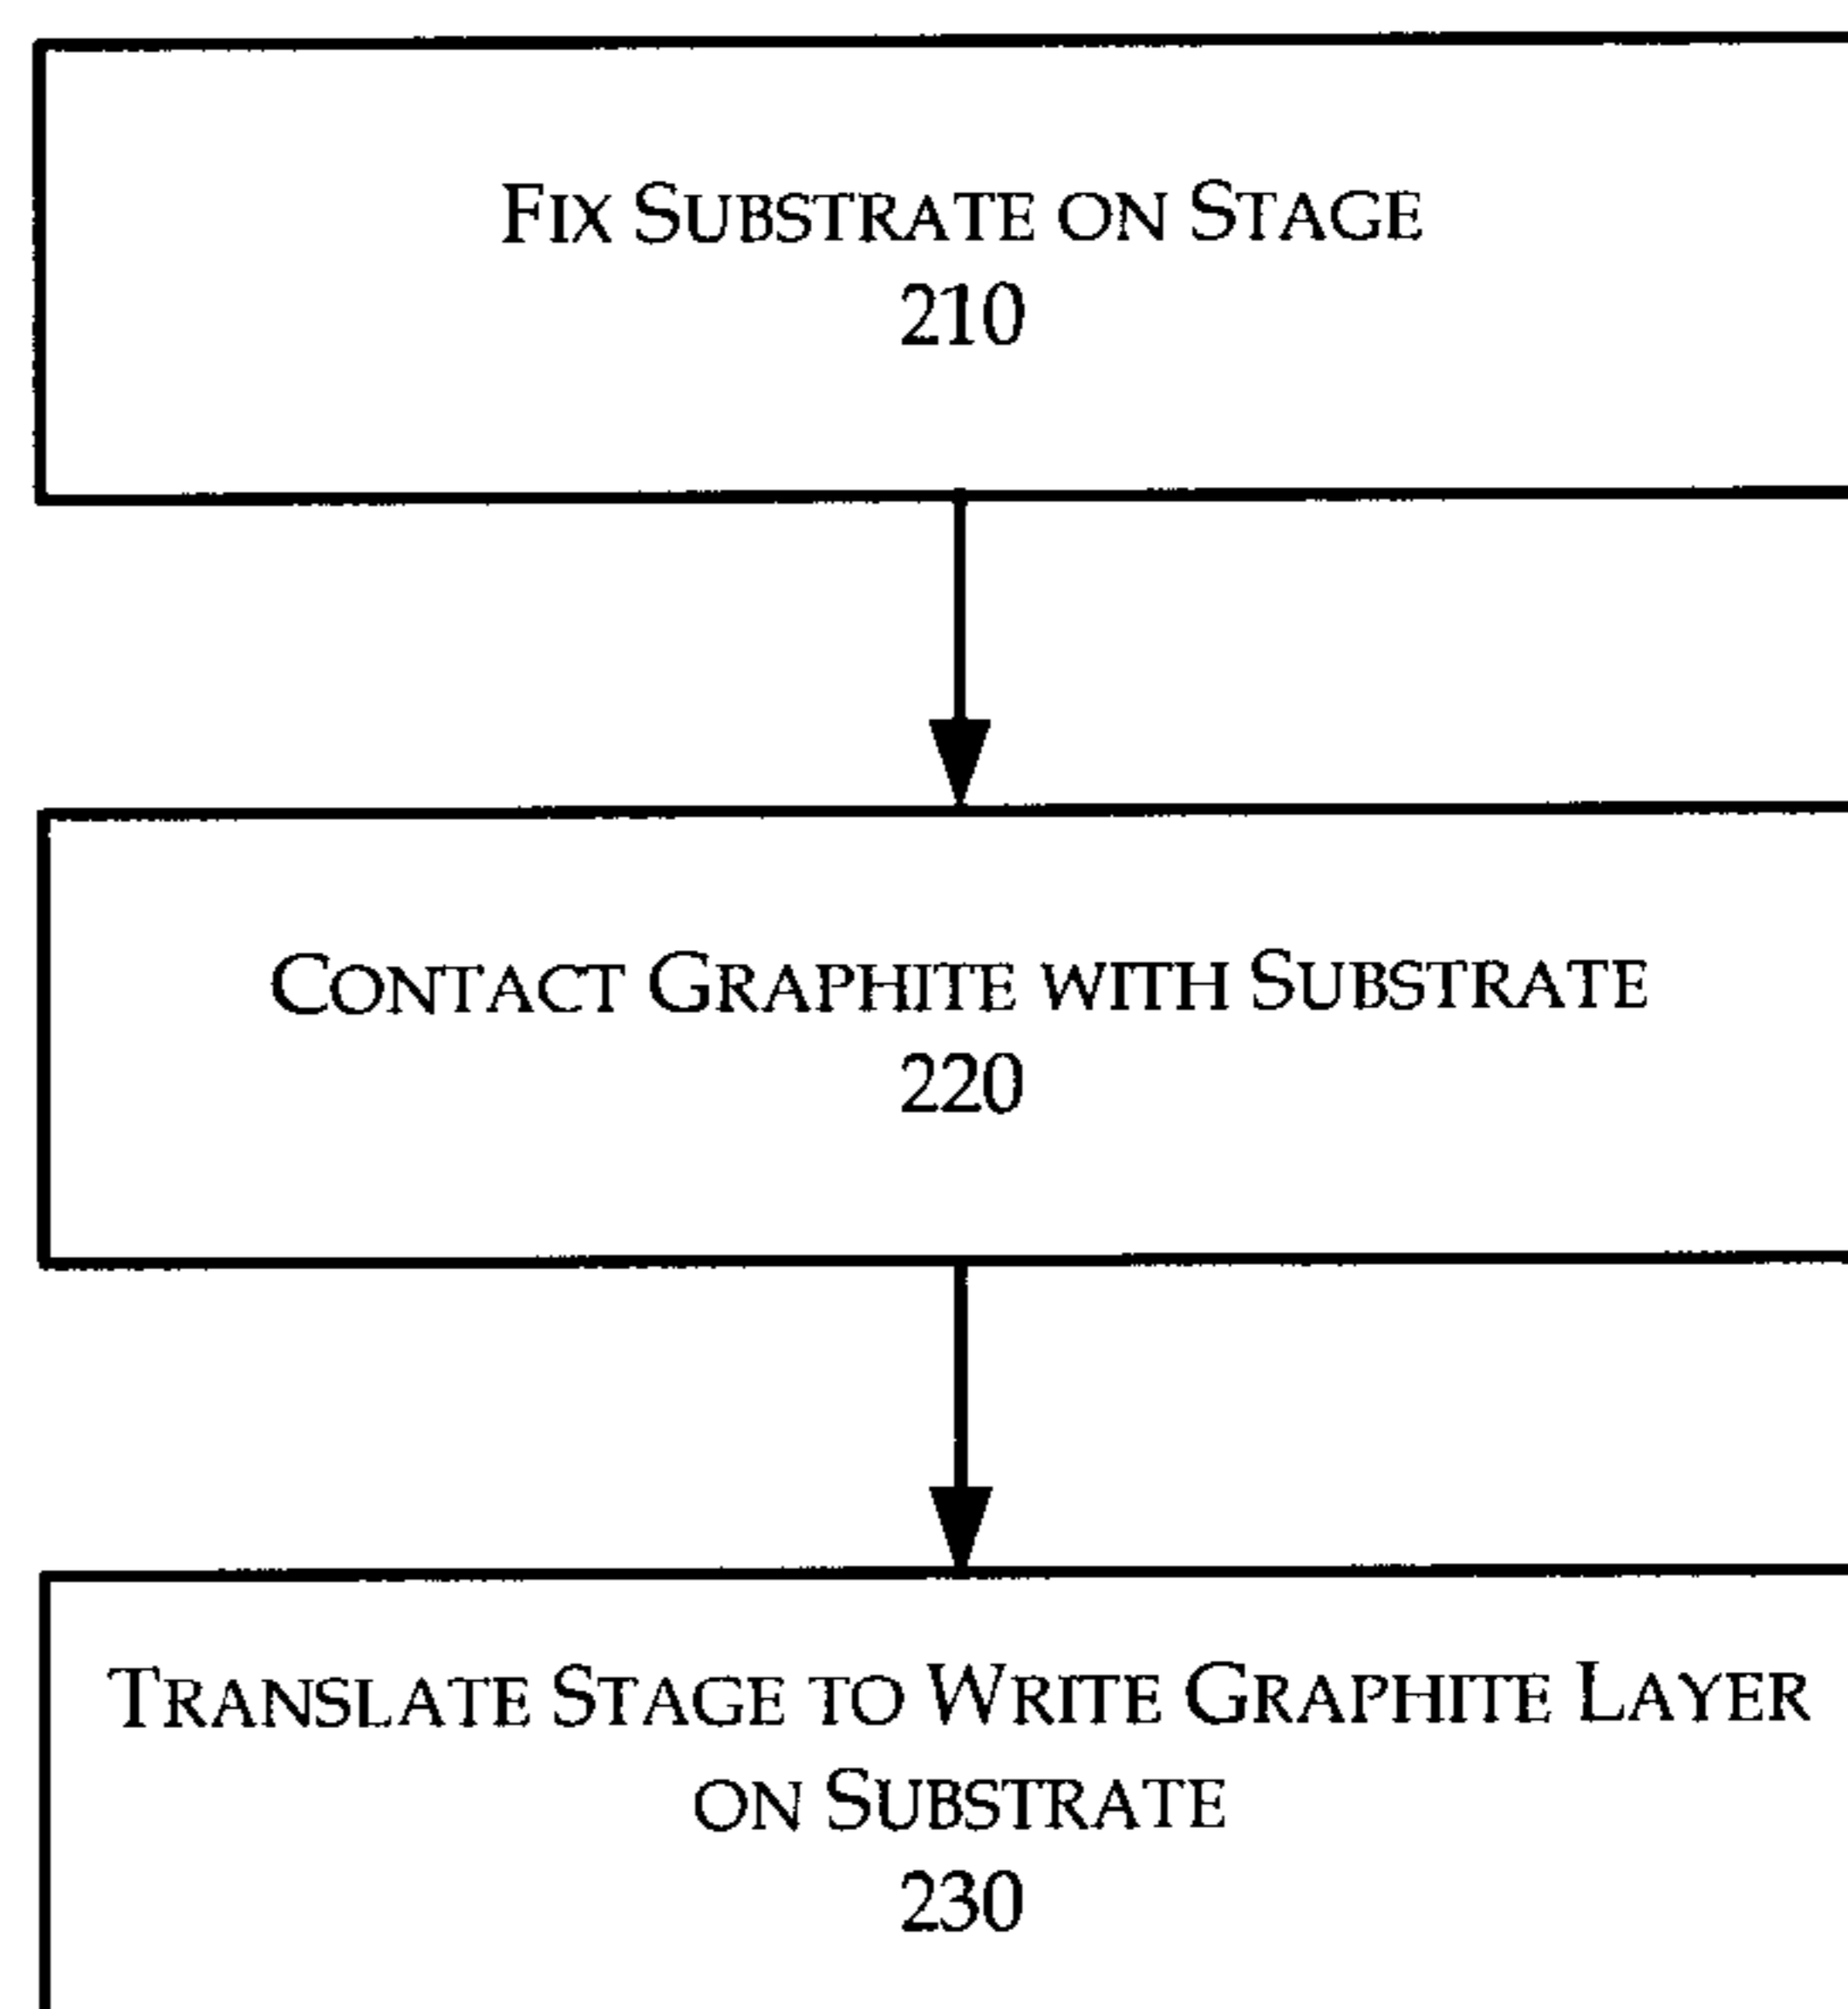 Fix Substrate on Stage
210
Contact Graphite with Substrate
220
Translate Stage to Write Graphite Layer
on Substrate
230